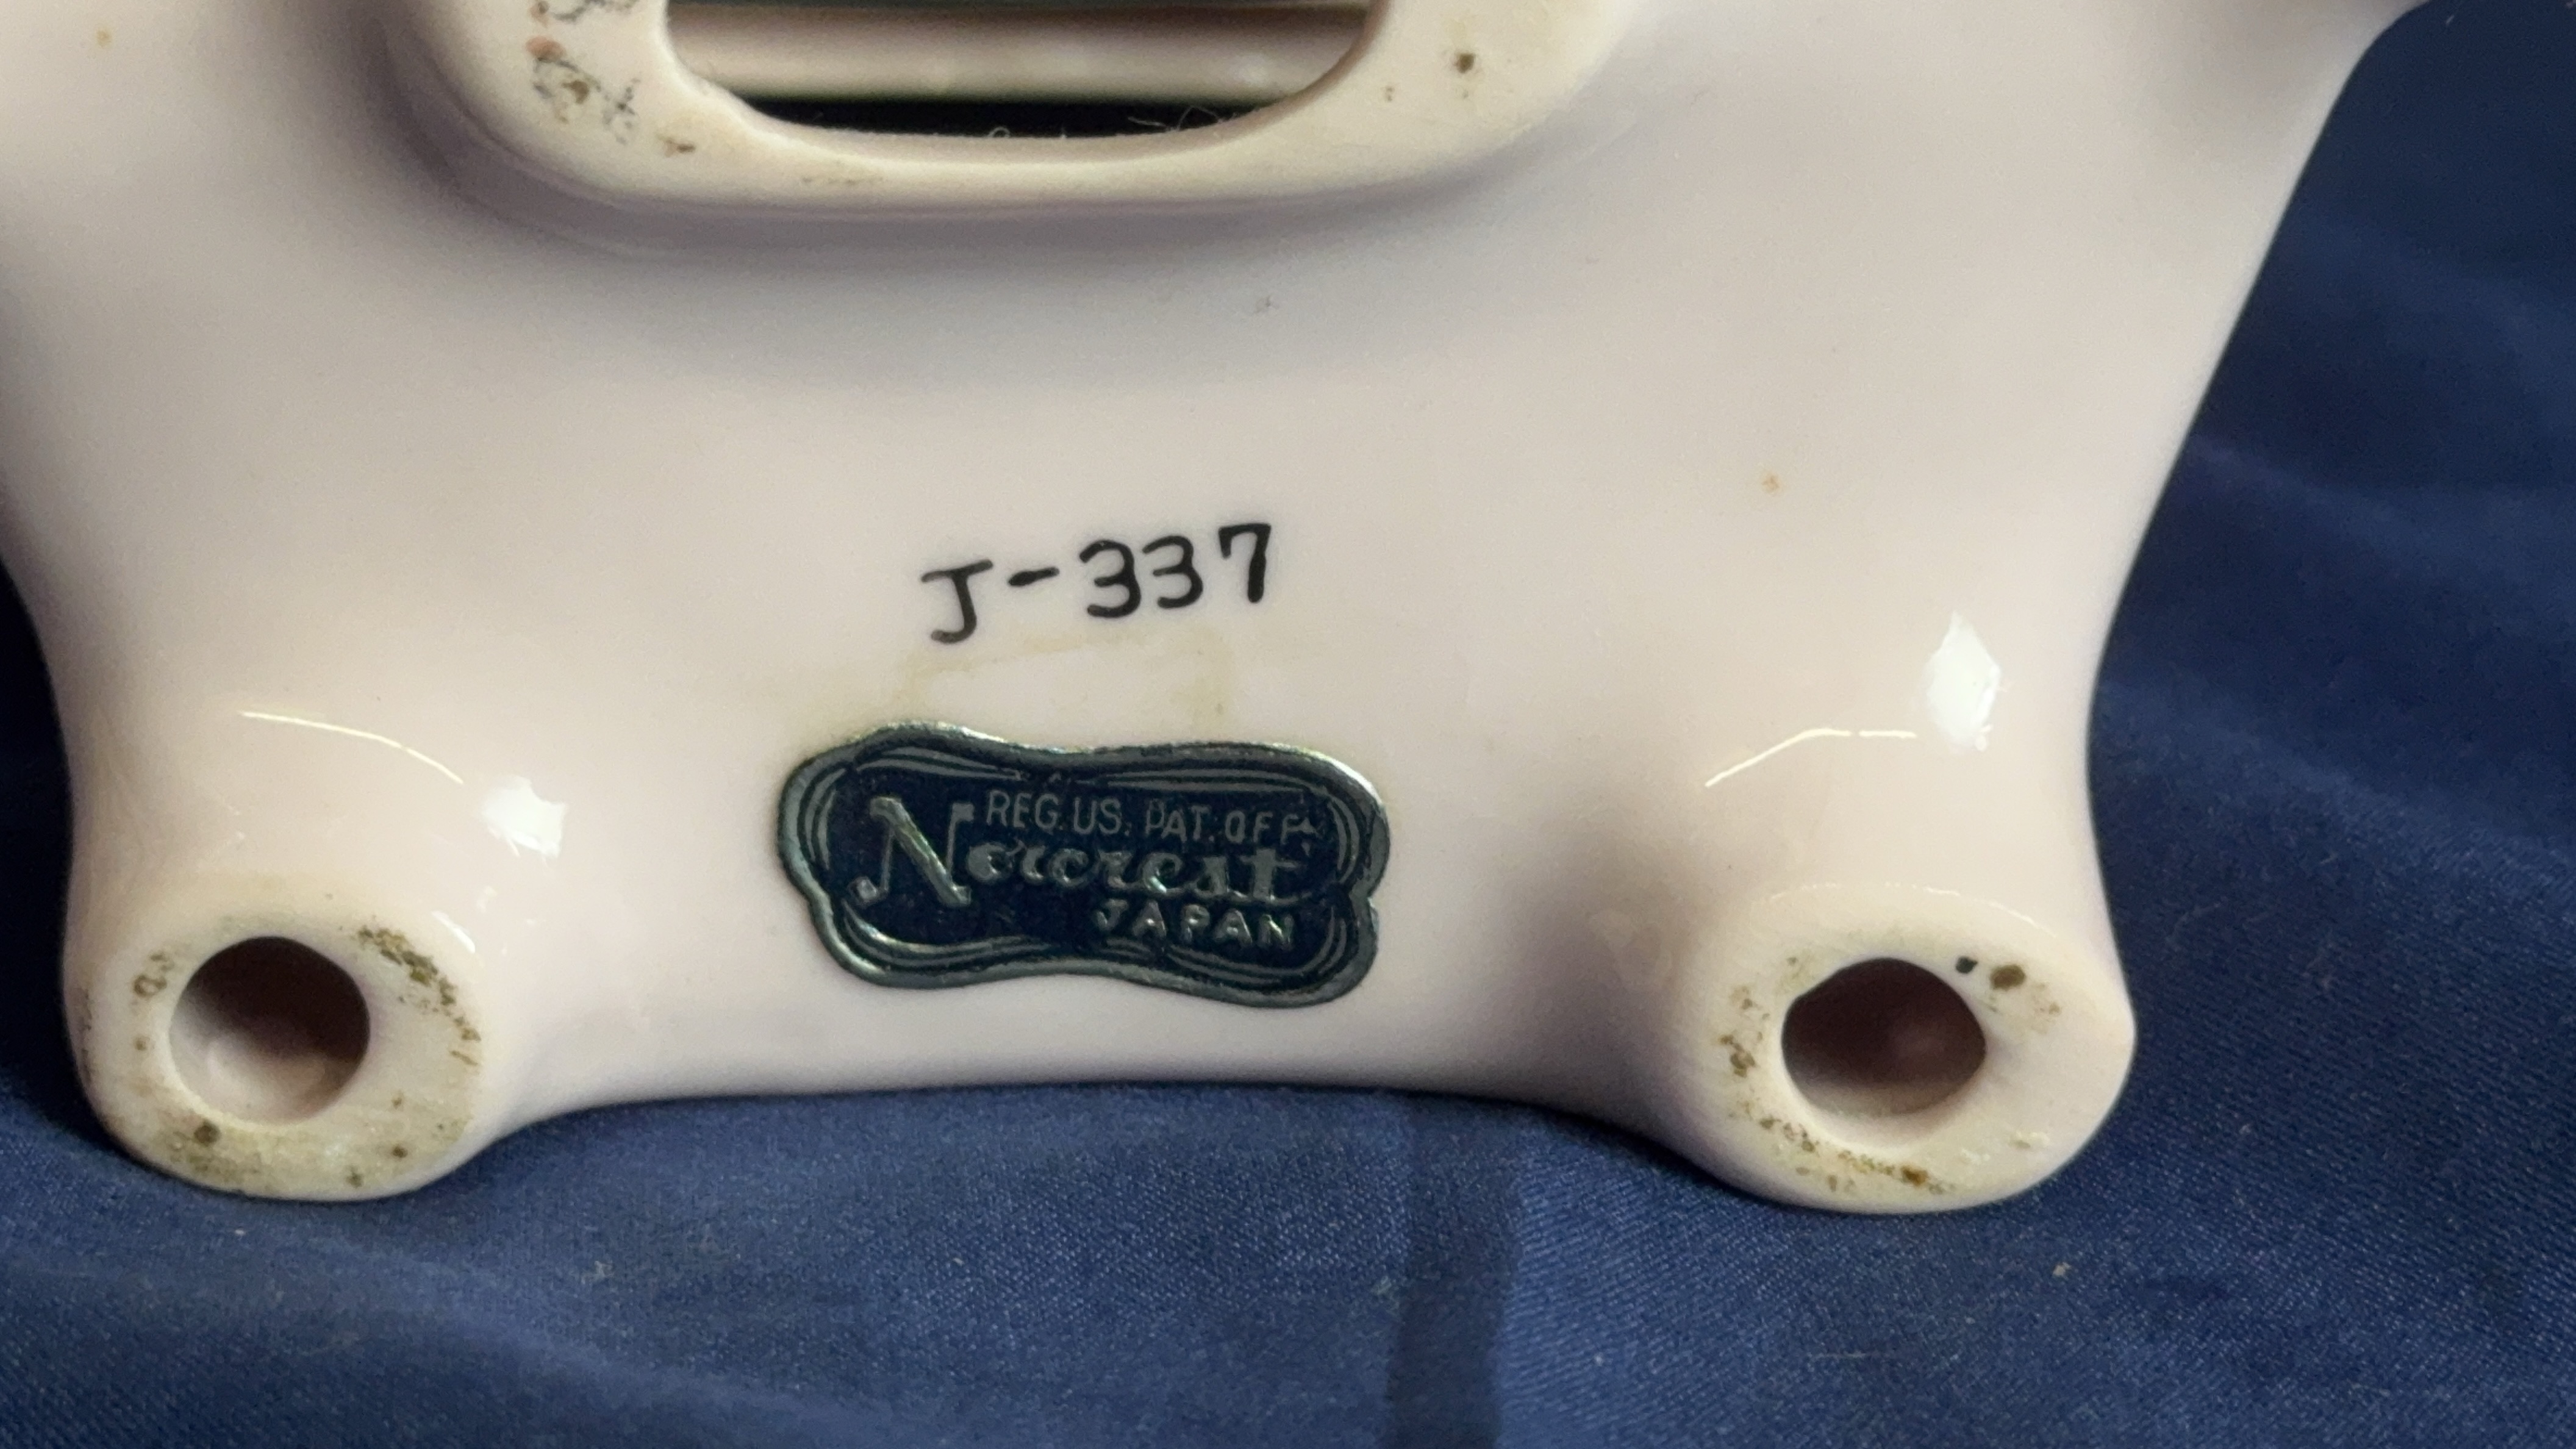 J-337
REG. US. PAT. OFF.
Norcrest
JAPAN